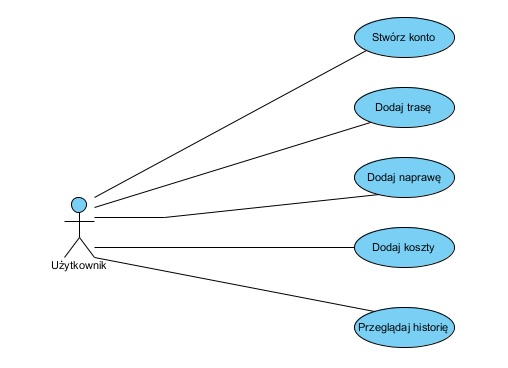 Stwórz konto
Dodaj trasę
Dodaj naprawę
Dodaj koszty
Użytkownik
Przeglądaj historię